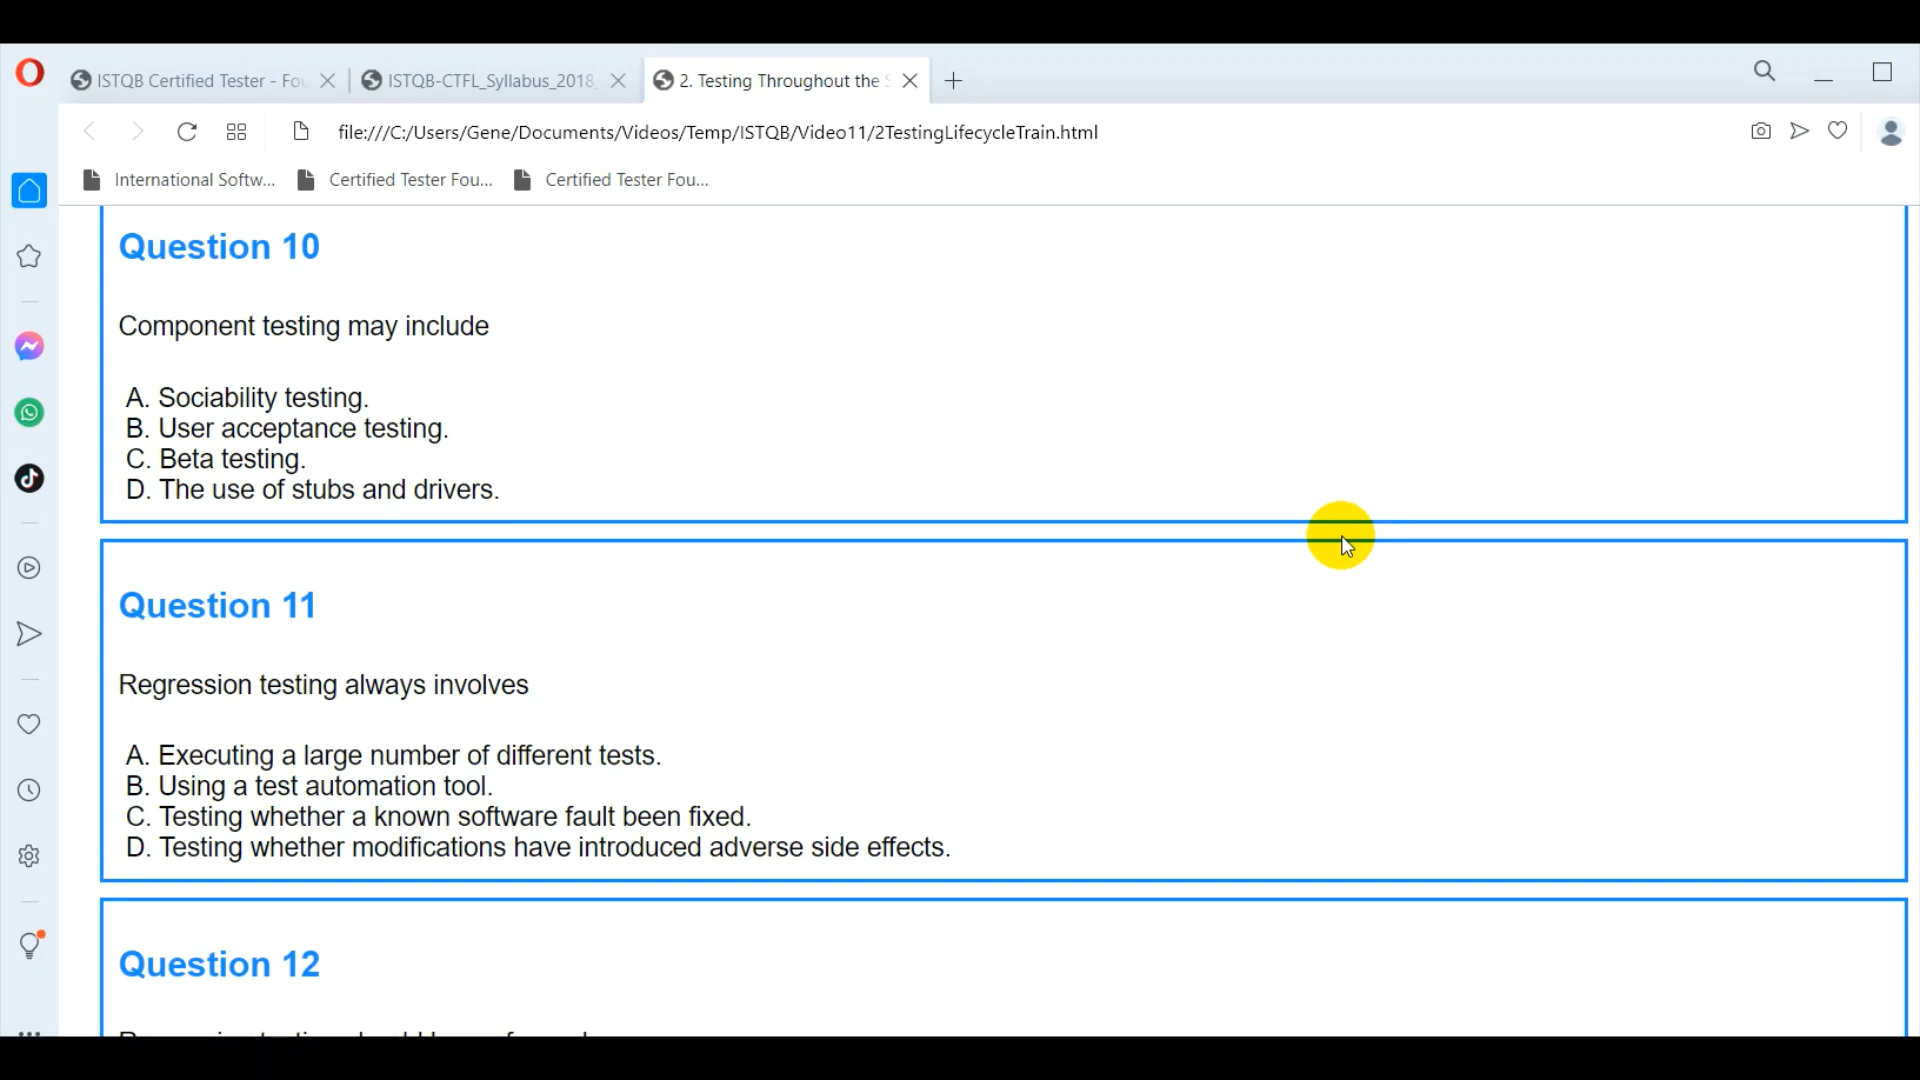 ISTQB Certified Tester - Fou
ISTQB-CTFL_Syllabus_2018
2. Testing Throughout the S
file:///C:/Users/Gene/Documents/Videos/Temp/ISTQB/Video11/2TestingLifecycleTrain.html
International Softw...
Certified Tester Fou...
Certified Tester Fou...
Question 10
Component testing may include
A. Sociability testing.
B. User acceptance testing.
C. Beta testing.
D. The use of stubs and drivers.
Question 11
Regression testing always involves
A. Executing a large number of different tests.
B. Using a test automation tool.
C. Testing whether a known software fault been fixed.
D. Testing whether modifications have introduced adverse side effects.
Question 12